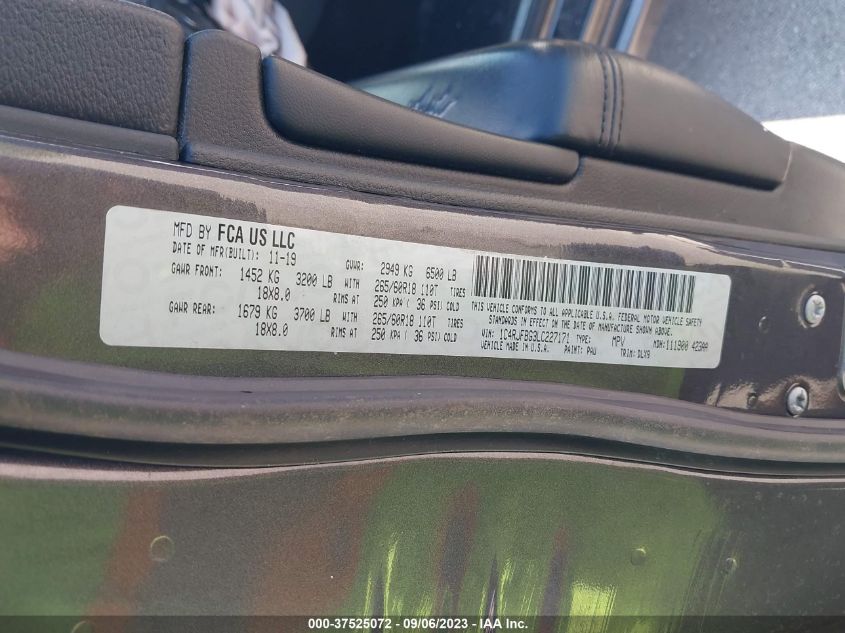 MFD BY FCA US LLC
DATE OF MFR(BUILT): 11-19 GVWR: 2949 KG 6500 LB
GAWR FRONT: 1452 KG 3200 LB WITH 265/60R18 110T TIRES
18X8.0 RIMS AT 250 KPA ( 36 PSI) COLD
GAWR REAR: 1679 KG 3700 LB WITH 265/60R18 110T TIRES
18X8.0 RIMS AT 250 KPA ( 36 PSI) COLD
THIS VEHICLE CONFORMS TO ALL APPLICABLE U.S.A. FEDERAL MOTOR VEHICLE SAFETY
STANDARDS IN EFFECT ON THE DATE OF MANUFACTURE SHOWN ABOVE.
VIN: 1C4RJFBG3LC227171 TYPE: MPV MDH: 111900 423AA
VEHICLE MADE IN U.S.A. PAINT: PAU TRIM: DLX9
000-37525072 - 09/06/2023 - IAA Inc.